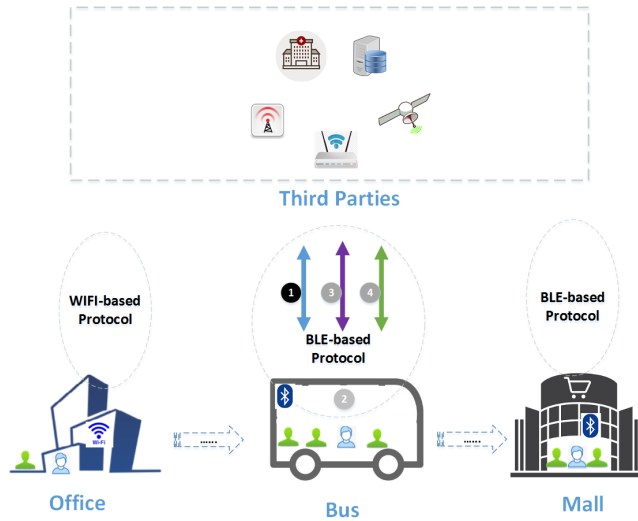 Third Parties
WIFI-based
Protocol
1
3
4
BLE-based
Protocol
BLE-based
Protocol
2
Wi-Fi
......
......
Office
Bus
Mall